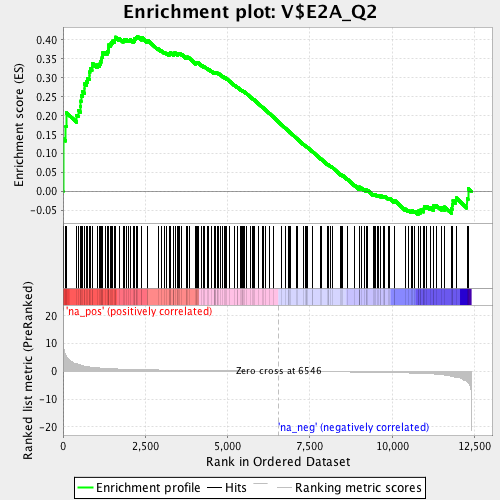 Enrichment plot: V$E2A_Q2
Enrichment score (ES)
0.40
0.35
0.30
0.25
0.20
0.15
0.10
0.05
0.00
-0.05
'na_pos' (positively correlated)
Ranked list metric (PreRanked)
20
10
0
-10
-20
Zero cross at 6546
'na_neg' (negatively correlated)
0
2,500
5,000
7,500
10,000
12,500
Rank in Ordered Dataset
Enrichment profile
Hits
Ranking metric scores